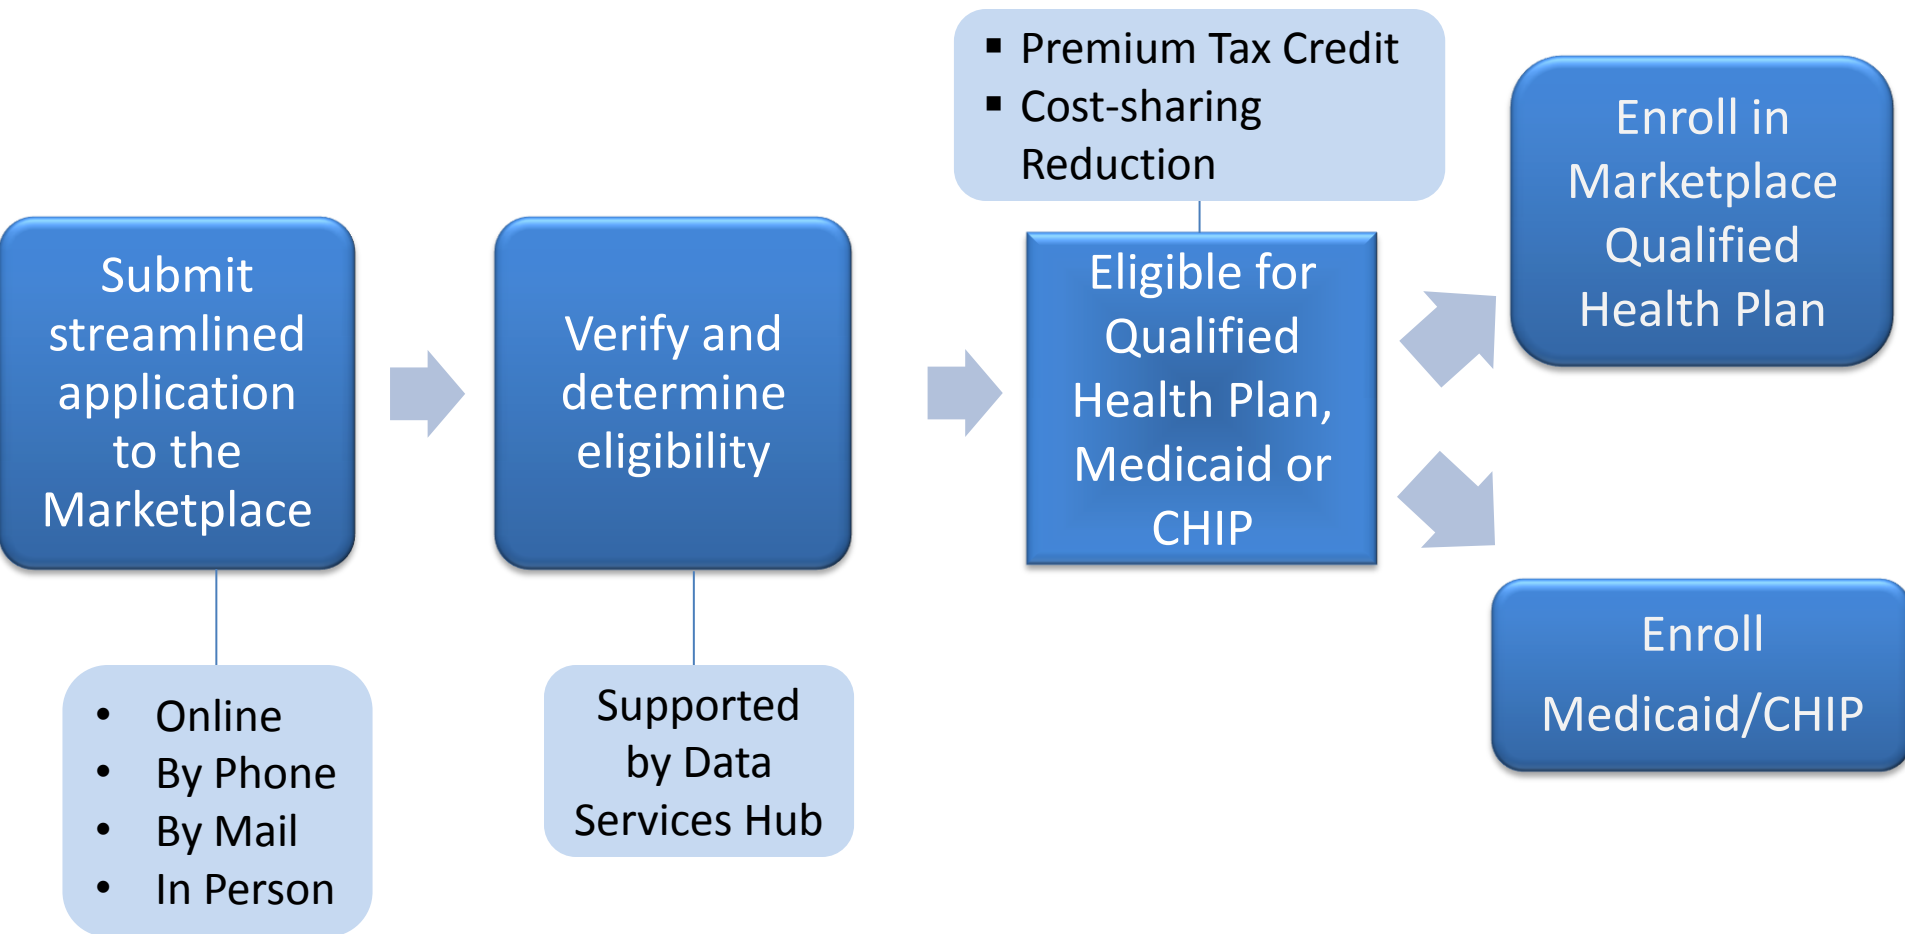 Submit
streamlined
application
to the
Marketplace
• Online
• By Phone
• By Mail
• In Person
Verify and
determine
eligibility
Supported
by Data
Services Hub
▪ Premium Tax Credit
▪ Cost-sharing
Reduction
Eligible for
Qualified
Health Plan,
Medicaid or
CHIP
Enroll in
Marketplace
Qualified
Health Plan
Enroll
Medicaid/CHIP